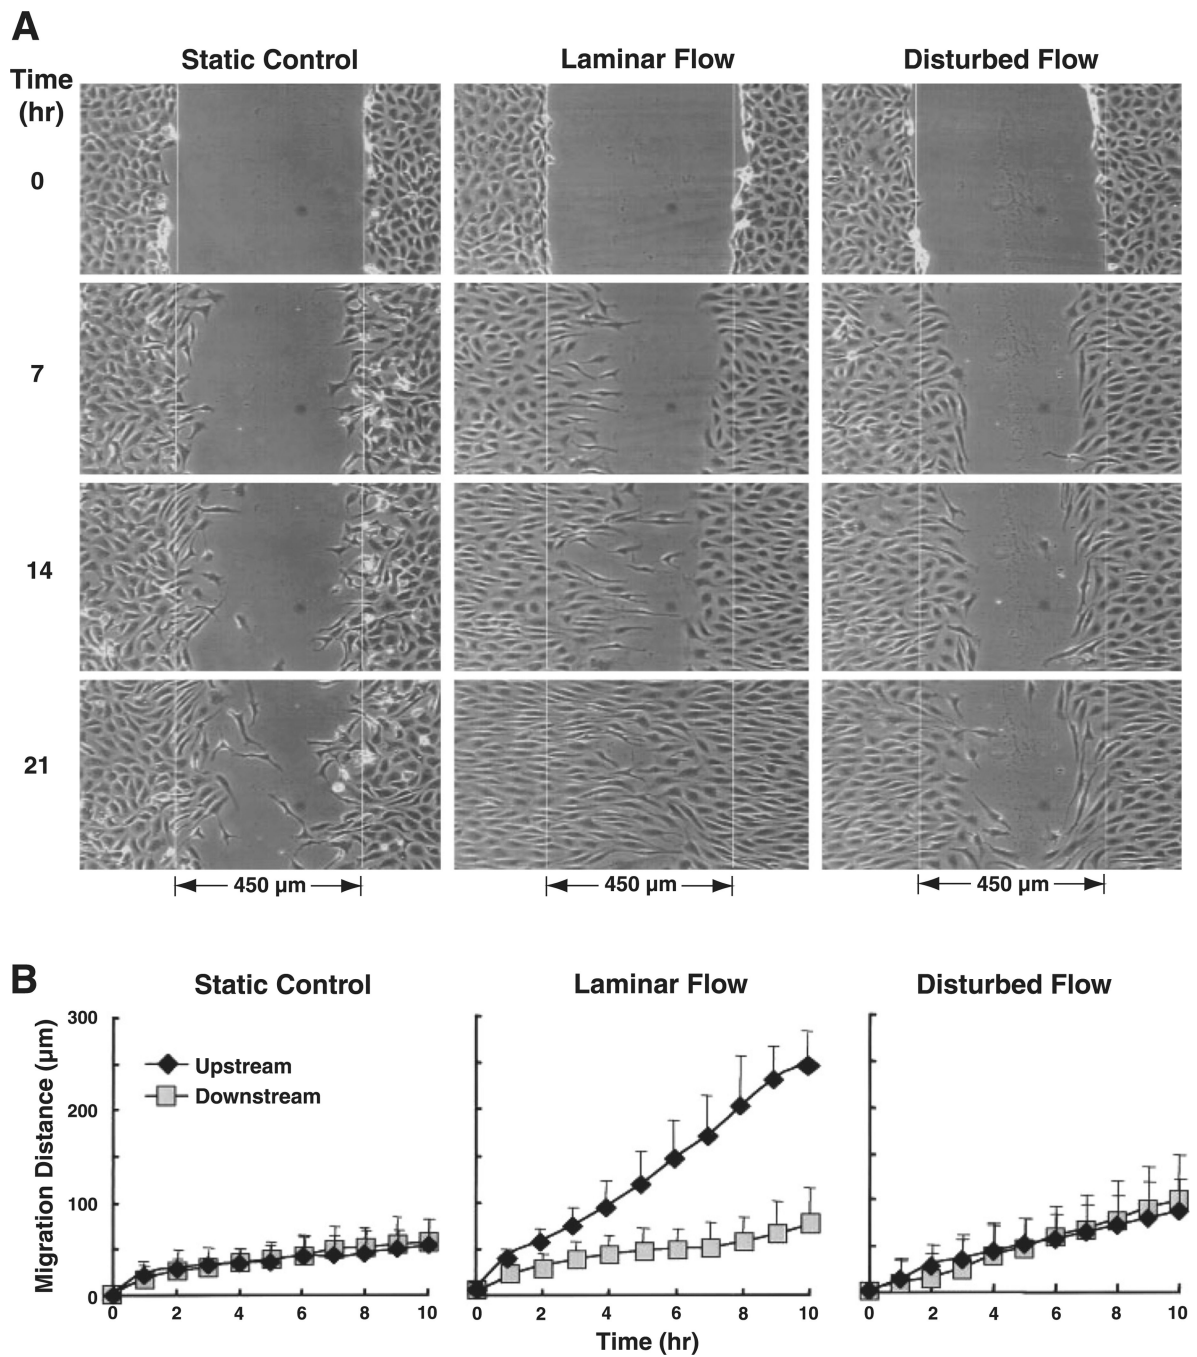 A
Static Control Laminar Flow Disturbed Flow
Time
(hr)
0
7
14
21
450 µm 450 µm 450 µm
B
Static Control Laminar Flow Disturbed Flow
Migration Distance (µm)
300
200
100
0
Upstream
Downstream
2 4 6 8 10 0 2 4 6 8 10 0 2 4 6 8 10
Time (hr)